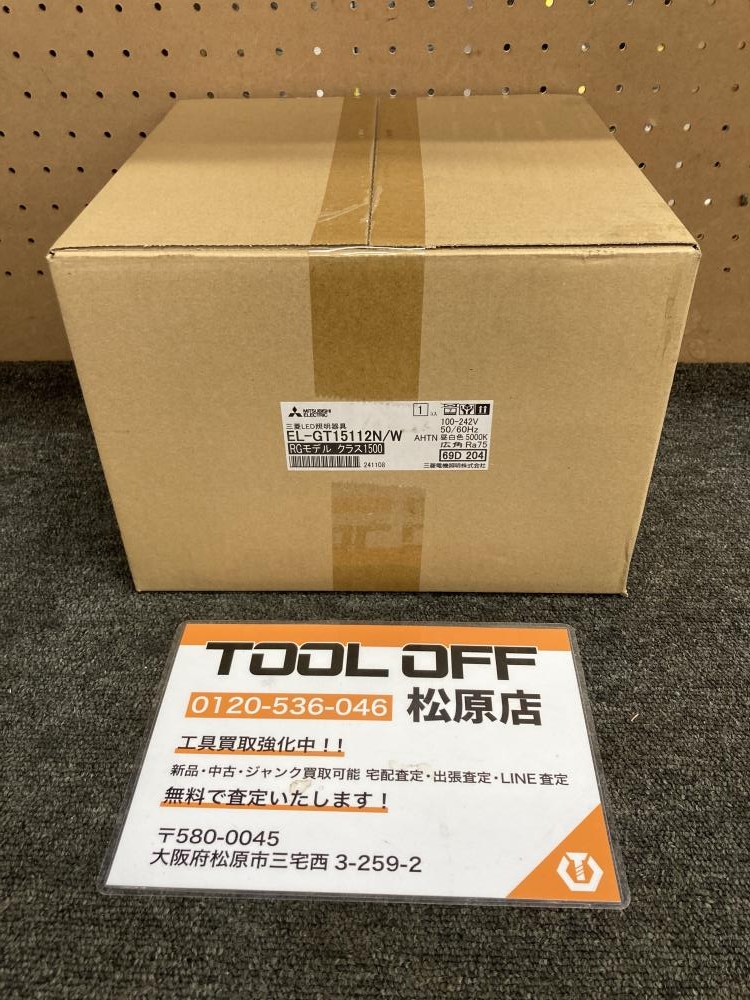 MITSUBISHI
ELECTRIC
三菱LED照明器具
EL-GT15112N/W
RGモデル クラス1500
241108
1 コ入
100-242V
50/60Hz
AHTN 昼白色 5000K
広角 Ra75
69D 204
三菱電機照明株式会社
TOOL OFF
0120-536-046 松原店
工具買取強化中！！
新品・中古・ジャンク買取可能 宅配査定・出張査定・LINE査定
無料で査定いたします！
〒580-0045
大阪府松原市三宅西 3-259-2